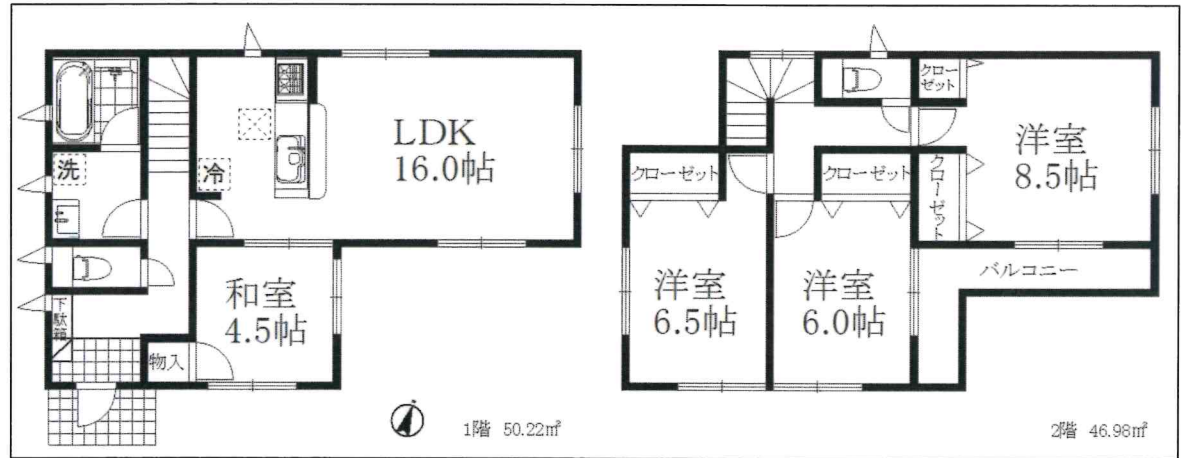 洗
冷
LDK
16.0帖
下駄箱
物入
和室
4.5帖
1階 50.22㎡
クローゼット
洋室
8.5帖
クローゼット
クローゼット
クローゼット
洋室
6.5帖
洋室
6.0帖
バルコニー
2階 46.98㎡